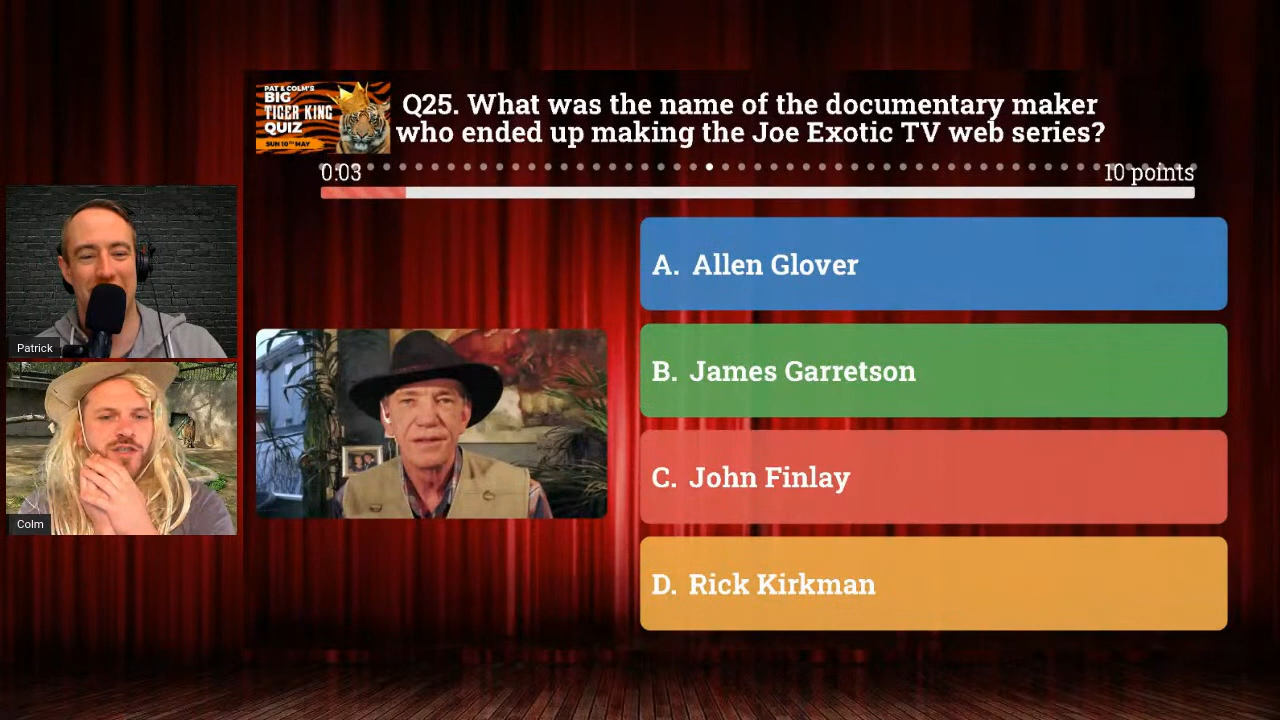 PAT & COLM'S
BIG
TIGER KING
QUIZ
SUN 10TH MAY
Q25. What was the name of the documentary maker
who ended up making the Joe Exotic TV web series?
0:03
10 points
A. Allen Glover
B. James Garretson
C. John Finlay
D. Rick Kirkman
Patrick
Colm